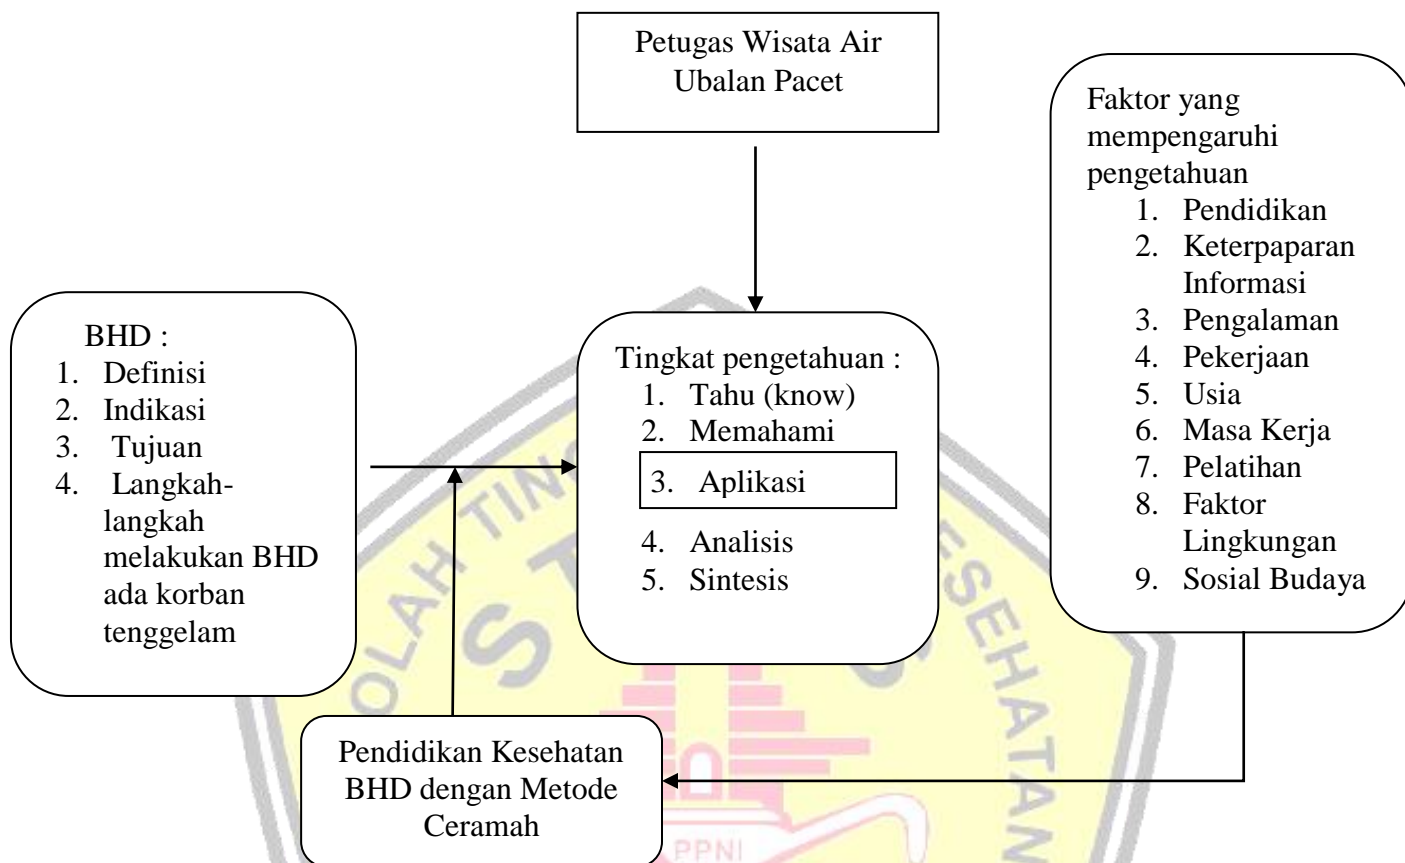 Petugas Wisata Air
Ubalan Pacet
Faktor yang
mempengaruhi
pengetahuan
1. Pendidikan
2. Keterpaparan
Informasi
3. Pengalaman
4. Pekerjaan
5. Usia
6. Masa Kerja
7. Pelatihan
8. Faktor
Lingkungan
9. Sosial Budaya
BHD :
1. Definisi
2. Indikasi
3. Tujuan
4. Langkah-
langkah
melakukan BHD
ada korban
tenggelam
Tingkat pengetahuan :
1. Tahu (know)
2. Memahami
3. Aplikasi
4. Analisis
5. Sintesis
Pendidikan Kesehatan
BHD dengan Metode
Ceramah
PPNI